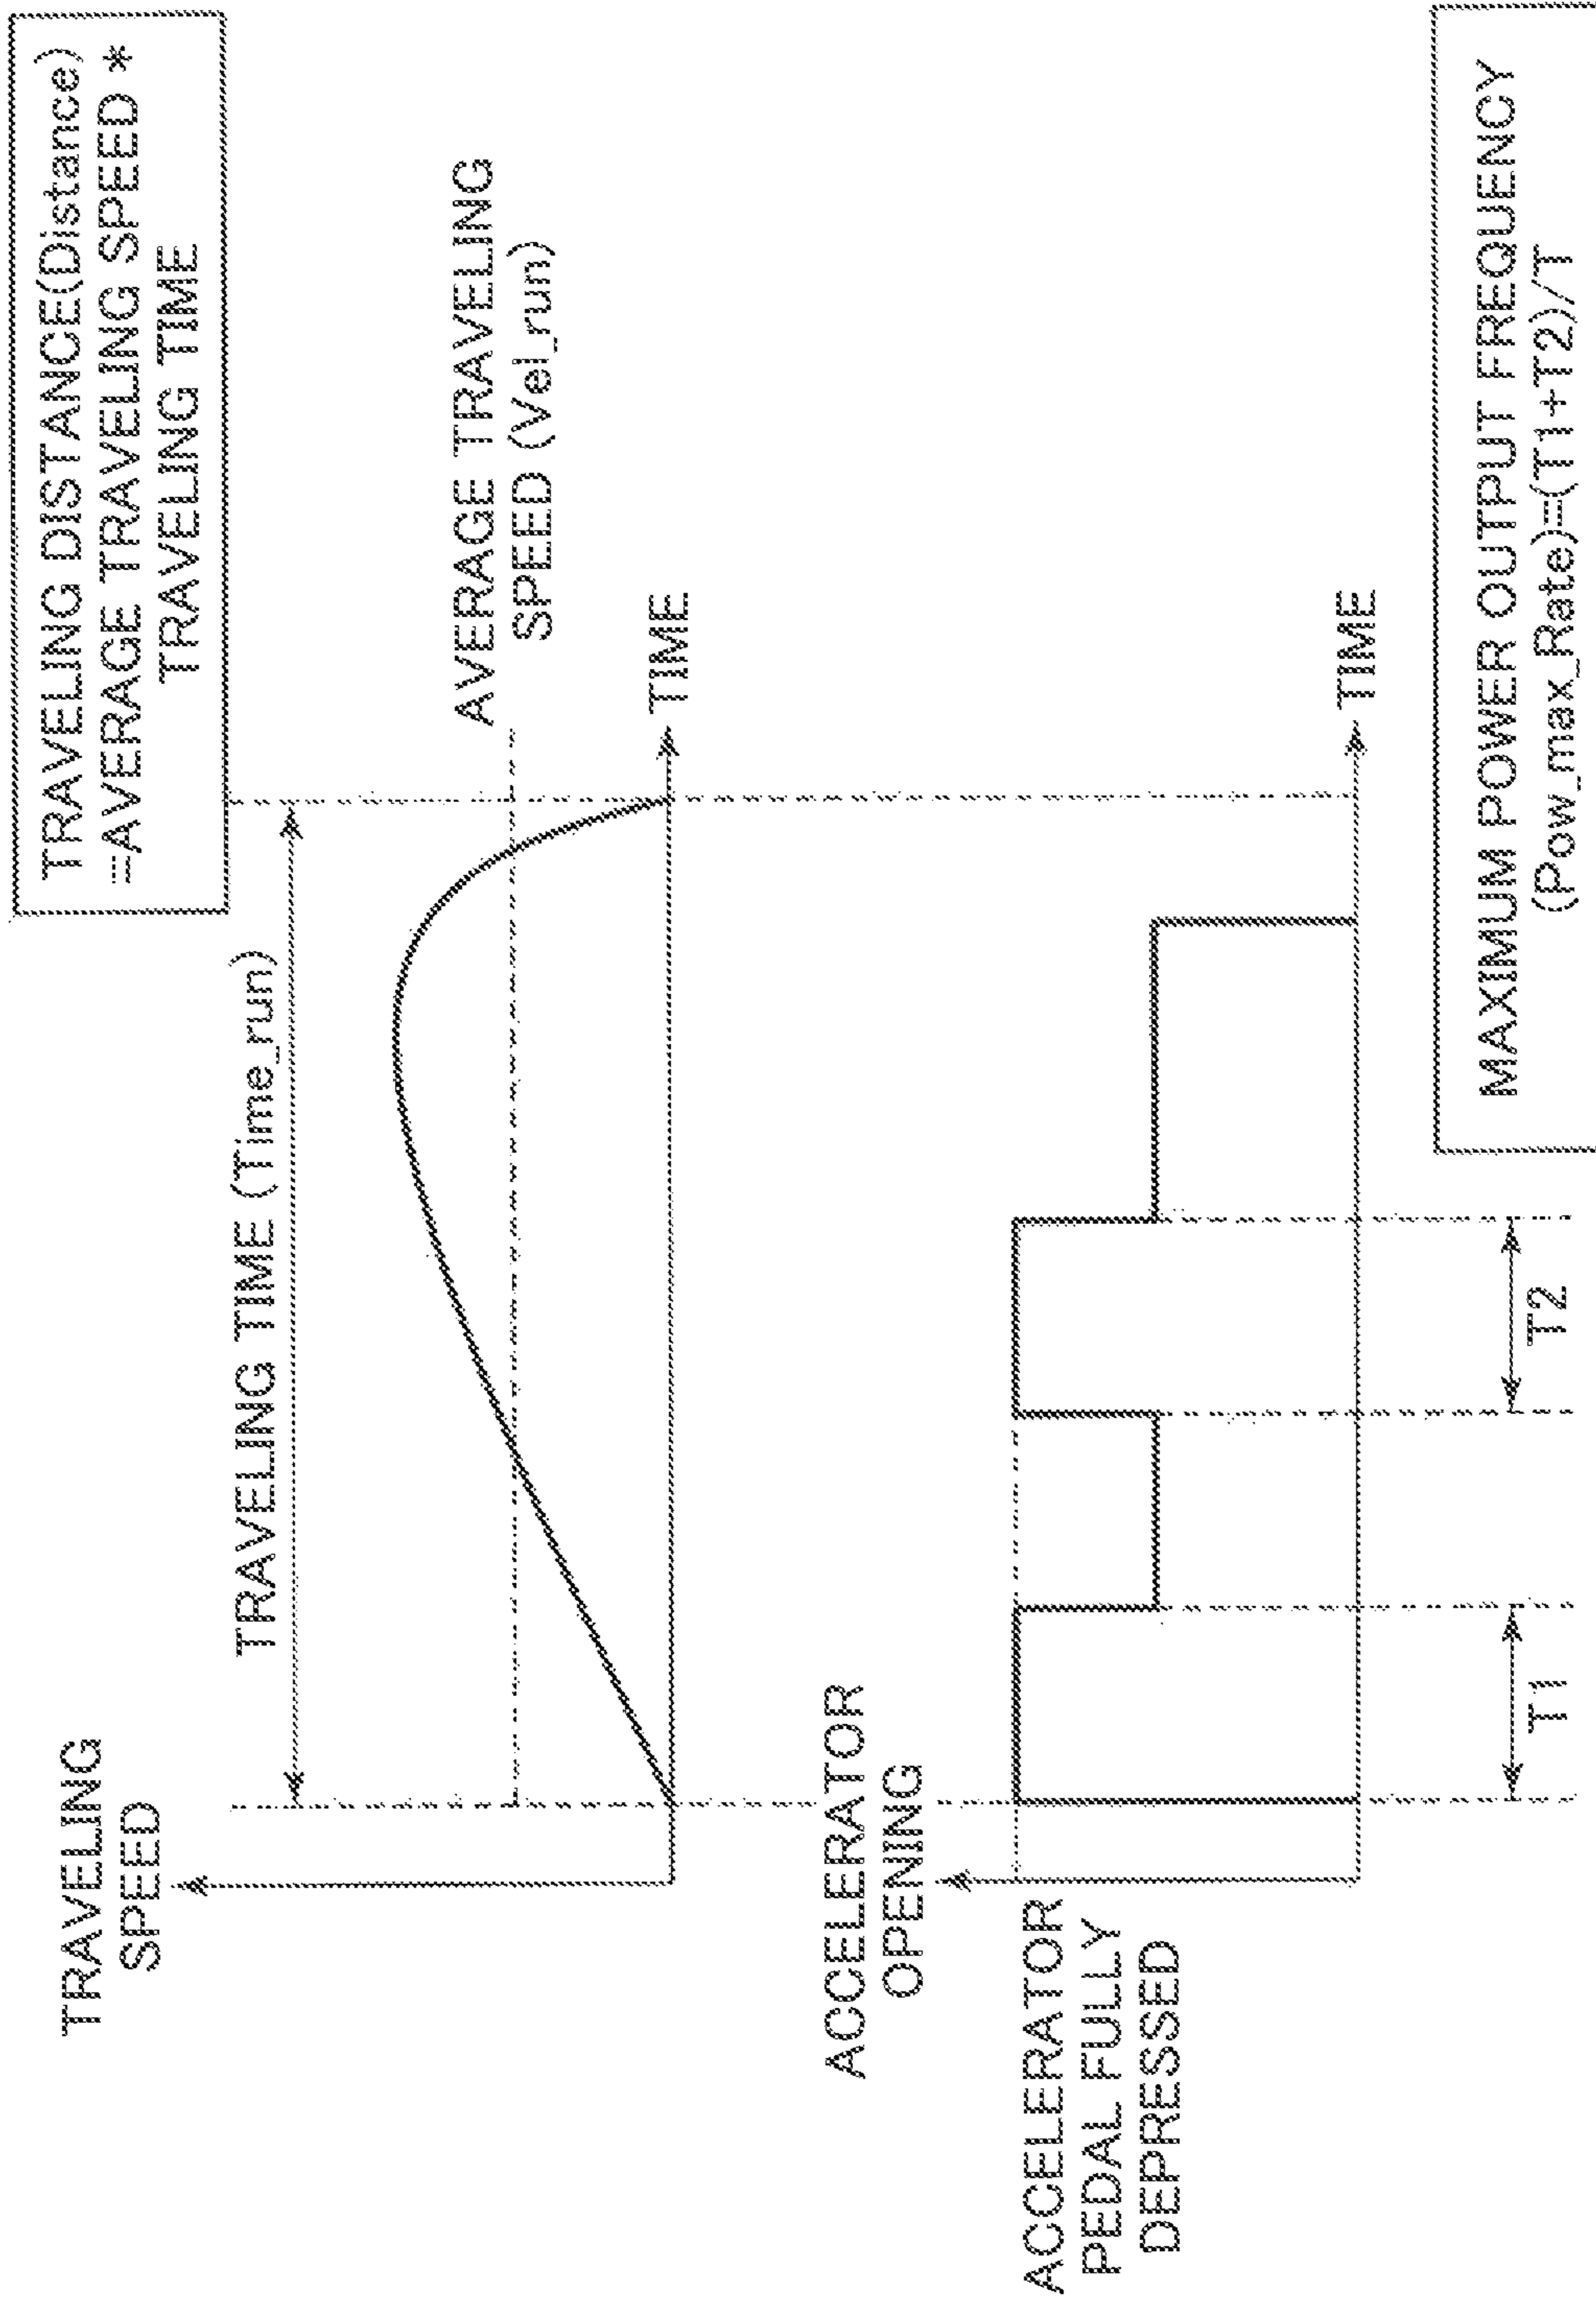 TRAVELING DISTANCE(Distance)
=AVERAGE TRAVELING SPEED *
TRAVELING TIME
TRAVELING
SPEED
TRAVELING TIME (Time_run)
AVERAGE TRAVELING
SPEED (Vel_run)
TIME
ACCELERATOR
OPENING
ACCELERATOR
PEDAL FULLY
DEPRESSED
TIME
T1
T2
MAXIMUM POWER OUTPUT FREQUENCY
(Pow_max_Rate)=(T1+T2)/T